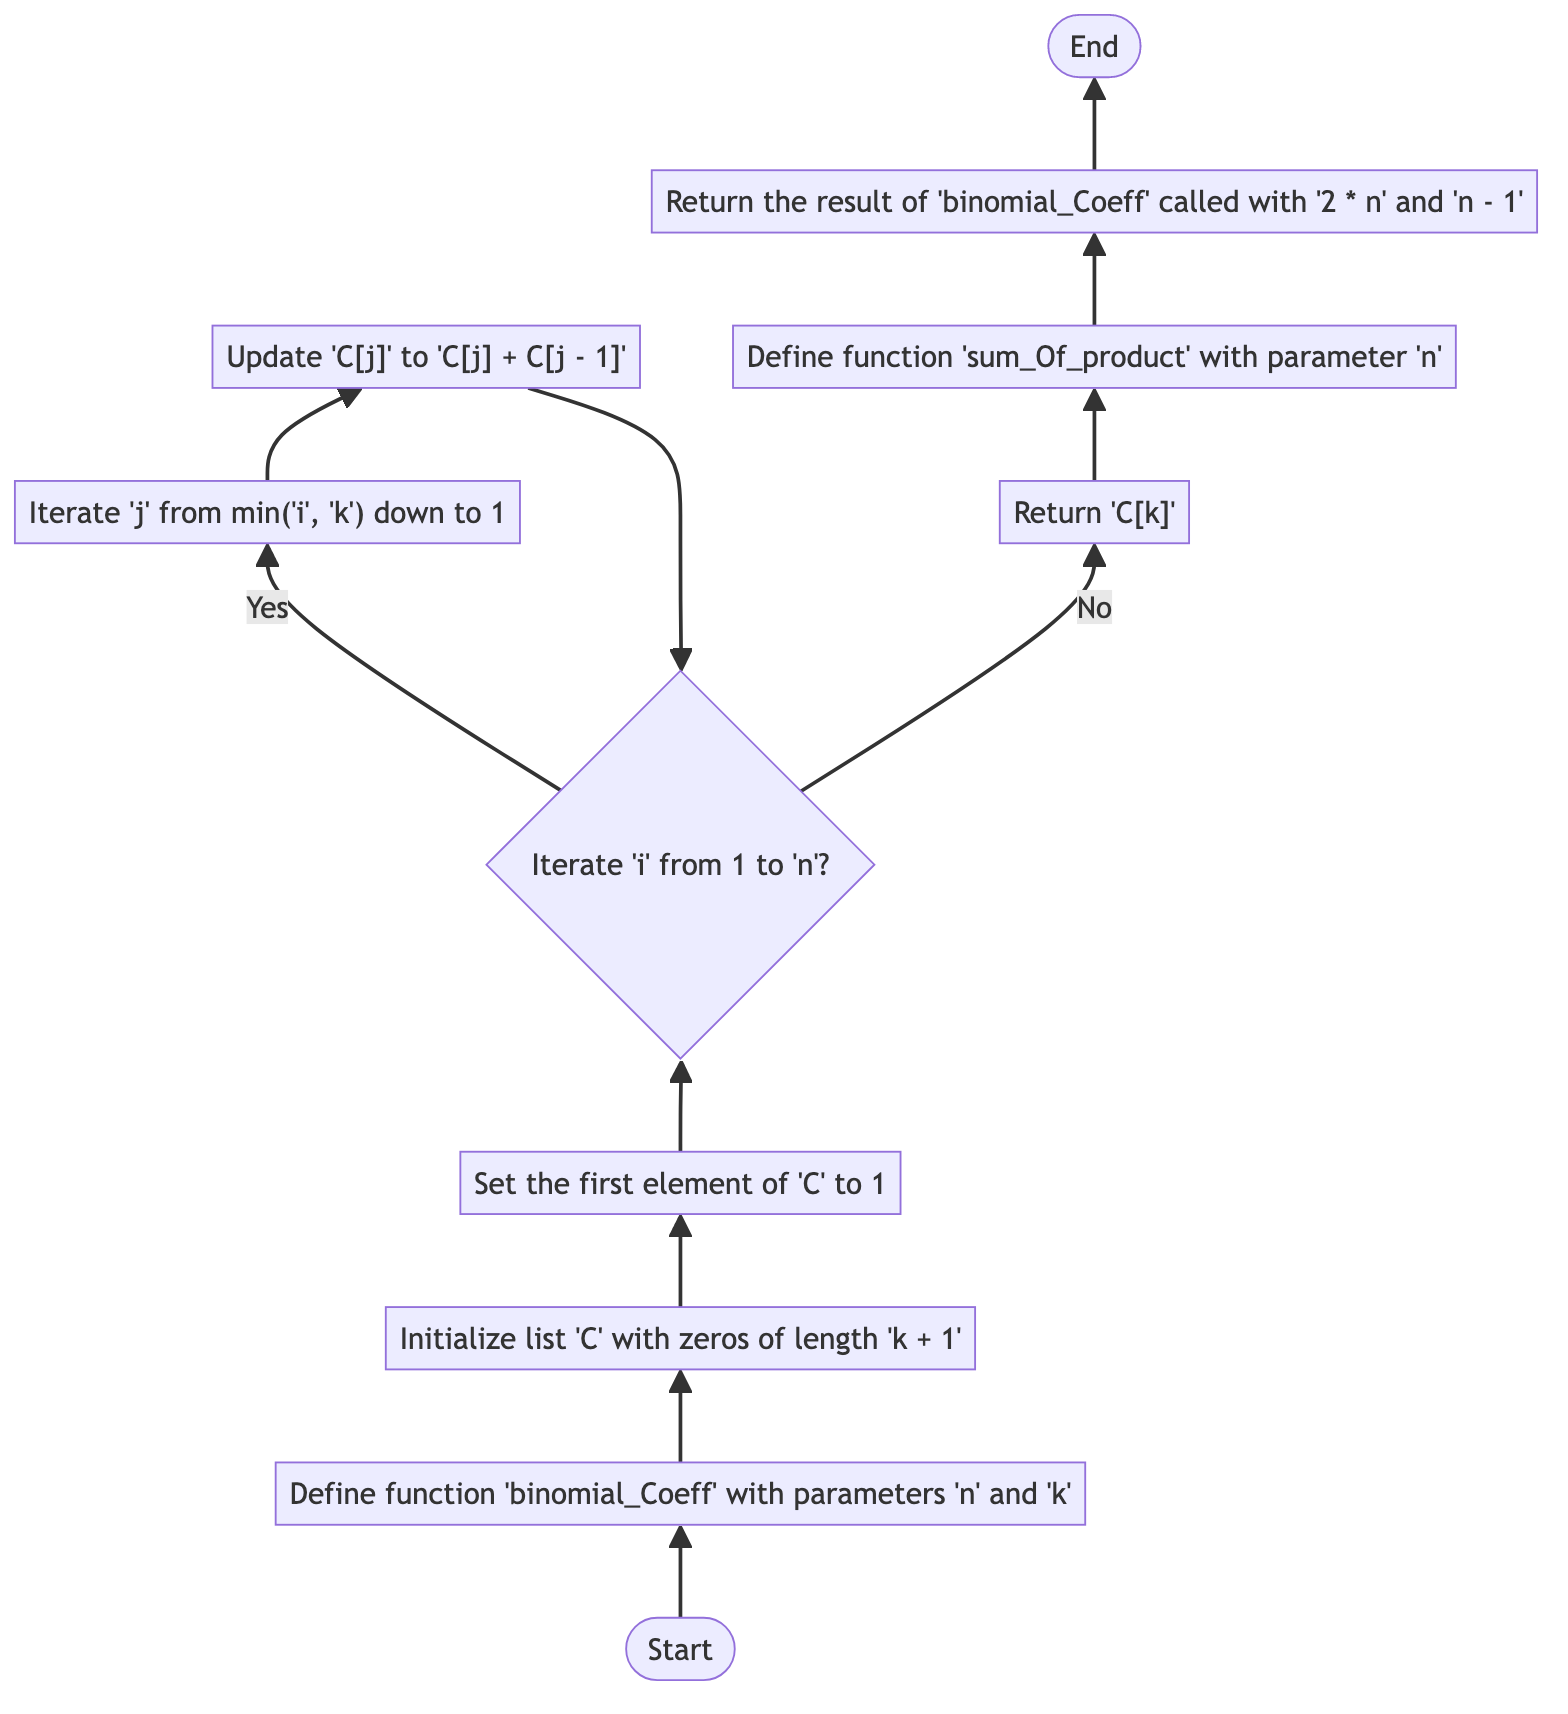 End
Return the result of 'binomial_Coeff' called with '2 * n' and 'n - 1'
Update 'C[j]' to 'C[j] + C[j - 1]'
Define function 'sum_Of_product' with parameter 'n'
Iterate 'j' from min('i', 'k') down to 1
Return 'C[k]'
Yes
No
Iterate 'i' from 1 to 'n'?
Set the first element of 'C' to 1
Initialize list 'C' with zeros of length 'k + 1'
Define function 'binomial_Coeff' with parameters 'n' and 'k'
Start